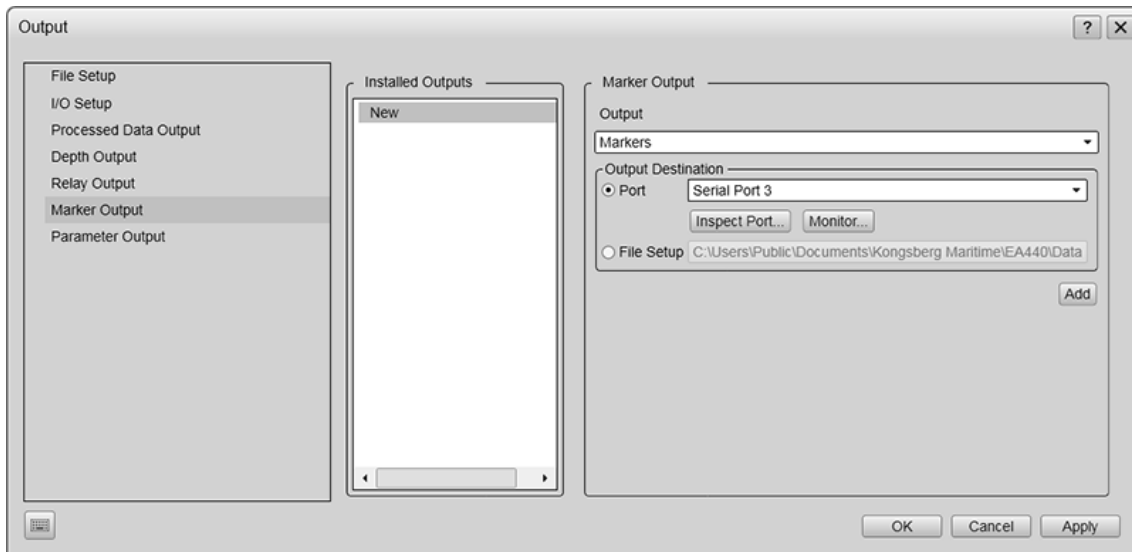 Output
?
X
File Setup
I/O Setup
Processed Data Output
Depth Output
Relay Output
Marker Output
Parameter Output
Installed Outputs
New
Marker Output
Output
Markers
Output Destination
Port
Serial Port 3
Inspect Port...
Monitor...
File Setup
C:\Users\Public\Documents\Kongsberg Maritime\EA440\Data
Add
OK
Cancel
Apply